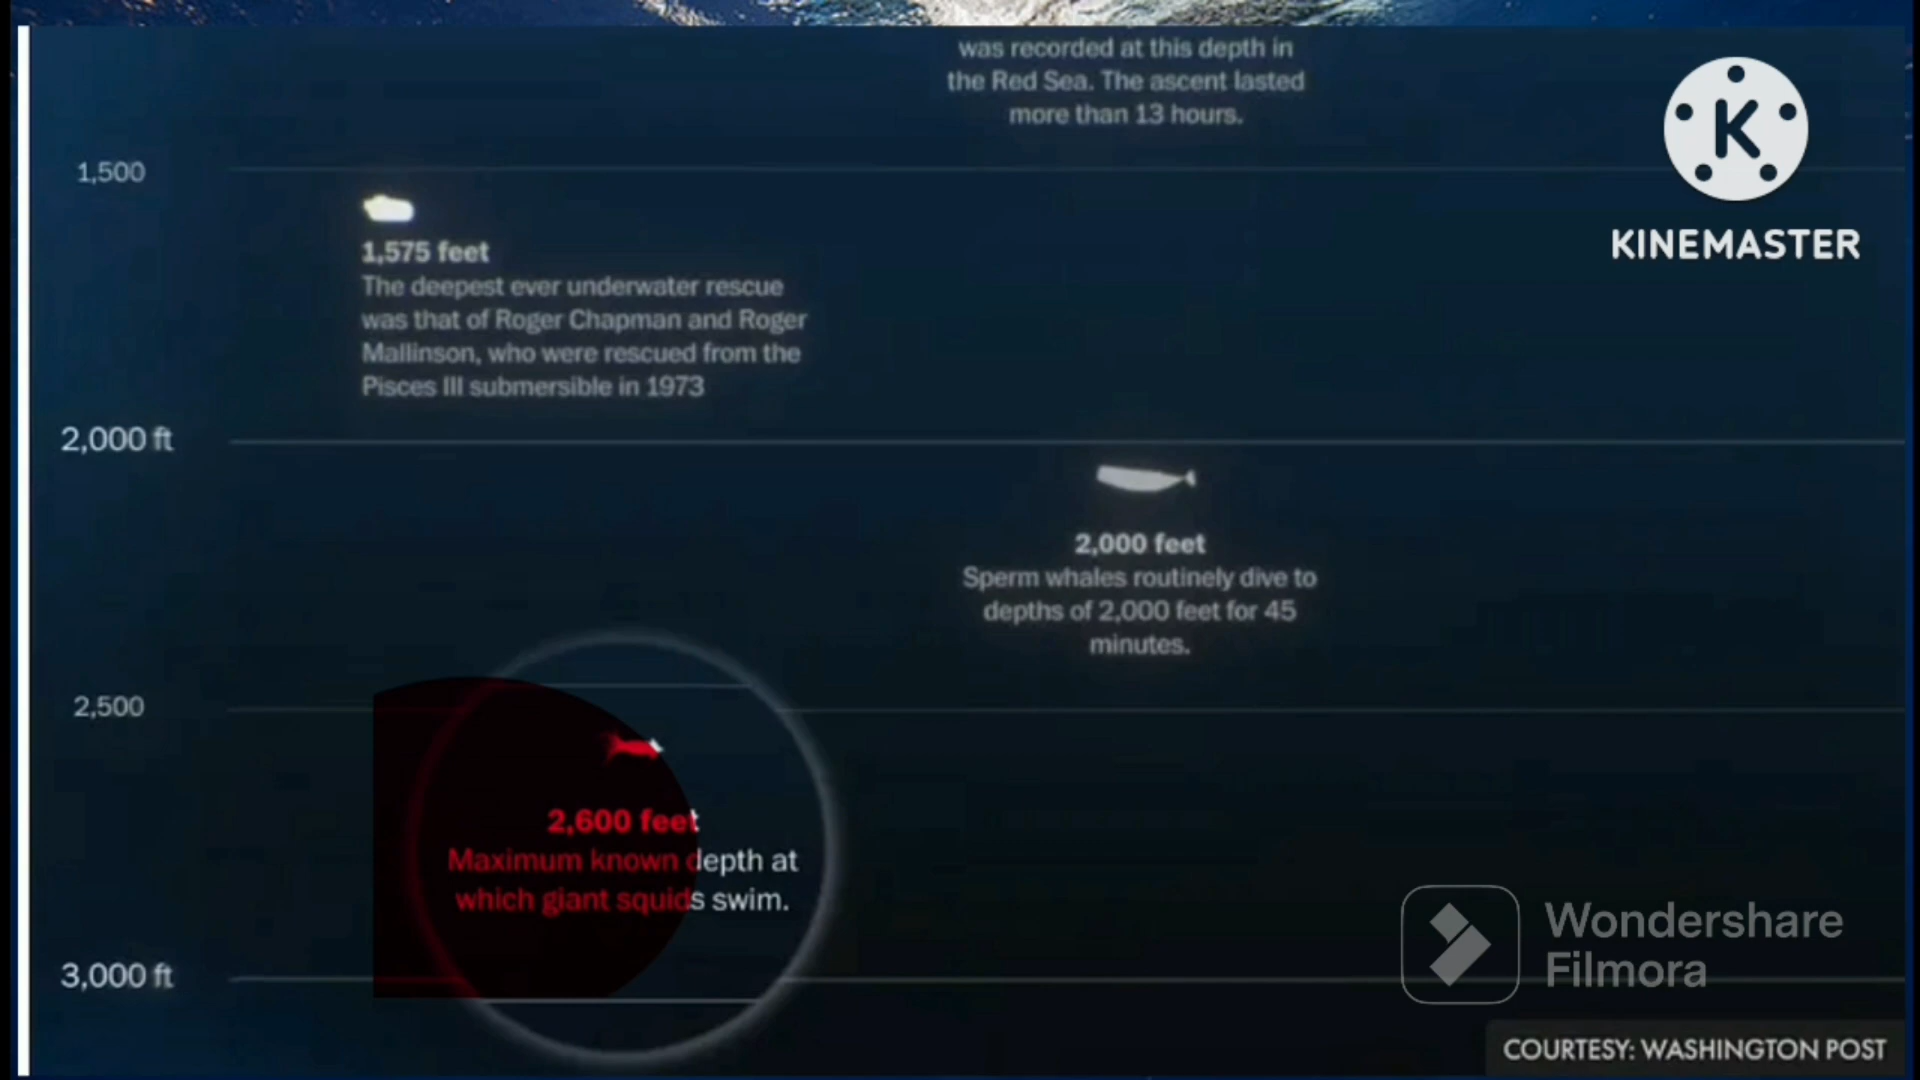 was recorded at this depth in
the Red Sea. The ascent lasted
more than 13 hours.
K
KINEMASTER
1,500
1,575 feet
The deepest ever underwater rescue
was that of Roger Chapman and Roger
Mallinson, who were rescued from the
Pisces III submersible in 1973
2,000 ft
2,000 feet
Sperm whales routinely dive to
depths of 2,000 feet for 45
minutes.
2,500
2,600 feet
Maximum known depth at
which giant squids swim.
3,000 ft
Wondershare
Filmora
COURTESY: WASHINGTON POST